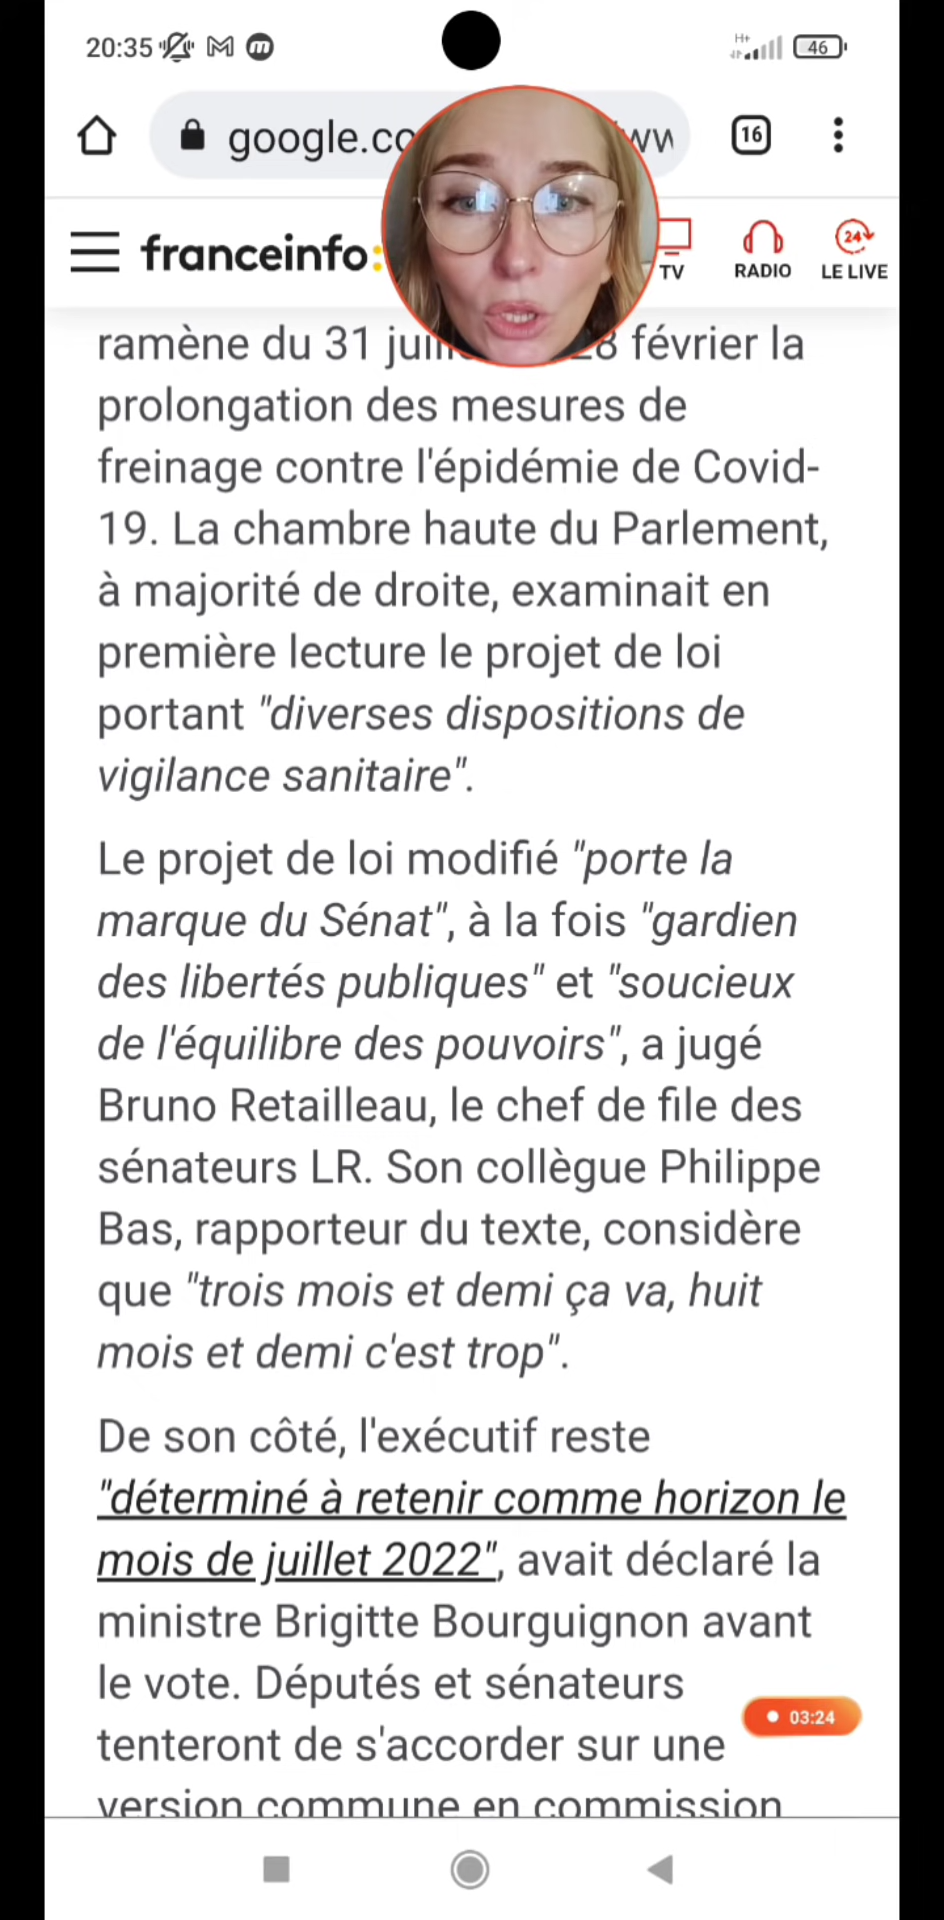 20:35
H+
46
google.co
ww
16
franceinfo:
TV
RADIO
24
LE LIVE
ramène du 31 28 février la
prolongation des mesures de
freinage contre l'épidémie de Covid-
19. La chambre haute du Parlement,
à majorité de droite, examinait en
première lecture le projet de loi
portant "diverses dispositions de
vigilance sanitaire".
Le projet de loi modifié "porte la
marque du Sénat", à la fois "gardien
des libertés publiques" et "soucieux
de l'équilibre des pouvoirs", a jugé
Bruno Retailleau, le chef de file des
sénateurs LR. Son collègue Philippe
Bas, rapporteur du texte, considère
que "trois mois et demi ça va, huit
mois et demi c'est trop".
De son côté, l'exécutif reste
"déterminé à retenir comme horizon le
mois de juillet 2022", avait déclaré la
ministre Brigitte Bourguignon avant
le vote. Députés et sénateurs
03:24
tenteront de s'accorder sur une
version commune en commission